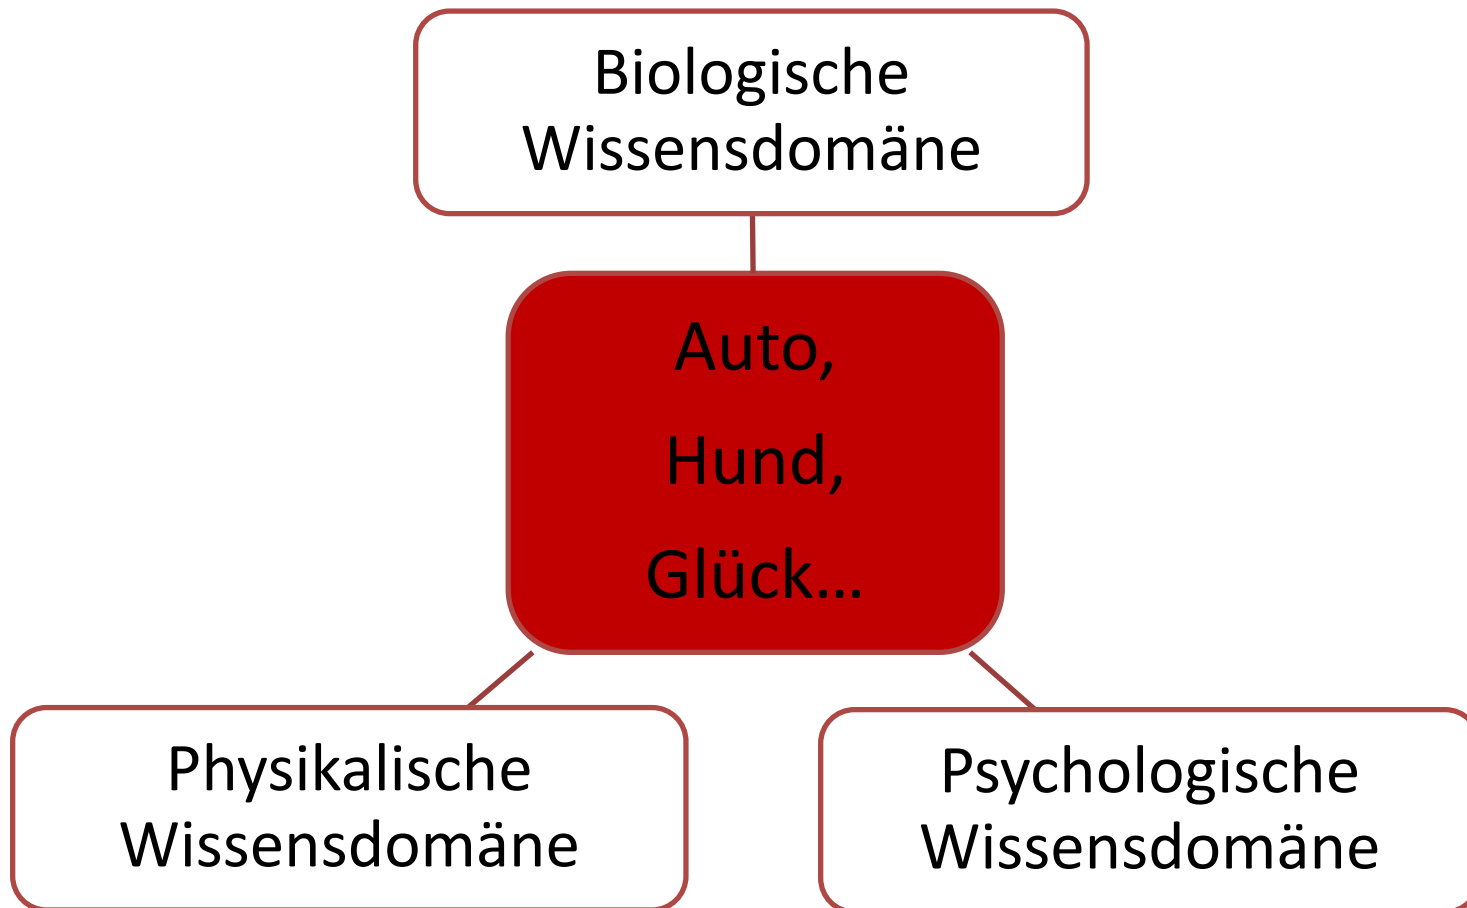 Biologische
Wissensdomäne
Auto,
Hund,
Glück...
Physikalische
Wissensdomäne
Psychologische
Wissensdomäne